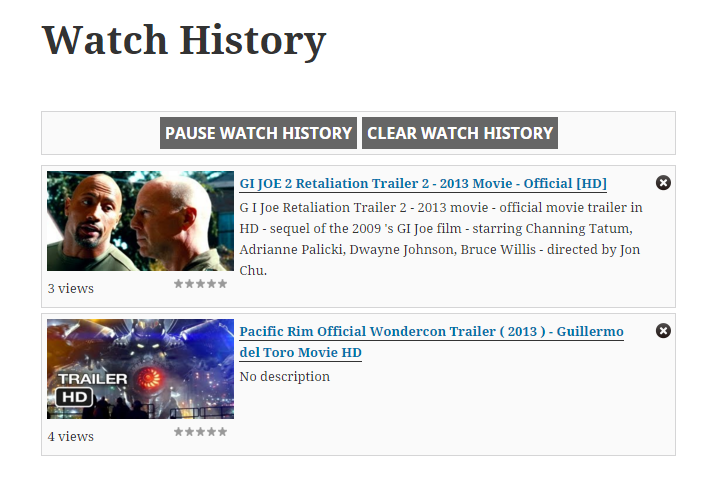 Watch History
PAUSE WATCH HISTORY CLEAR WATCH HISTORY
GI JOE 2 Retaliation Trailer 2 - 2013 Movie - Official [HD]
G I Joe Retaliation Trailer 2 - 2013 movie - official movie trailer in
HD - sequel of the 2009 's GI Joe film - starring Channing Tatum,
Adrianne Palicki, Dwayne Johnson, Bruce Willis - directed by Jon
Chu.
3 views
Pacific Rim Official Wondercon Trailer ( 2013 ) - Guillermo
del Toro Movie HD
No description
TRAILER
HD
4 views